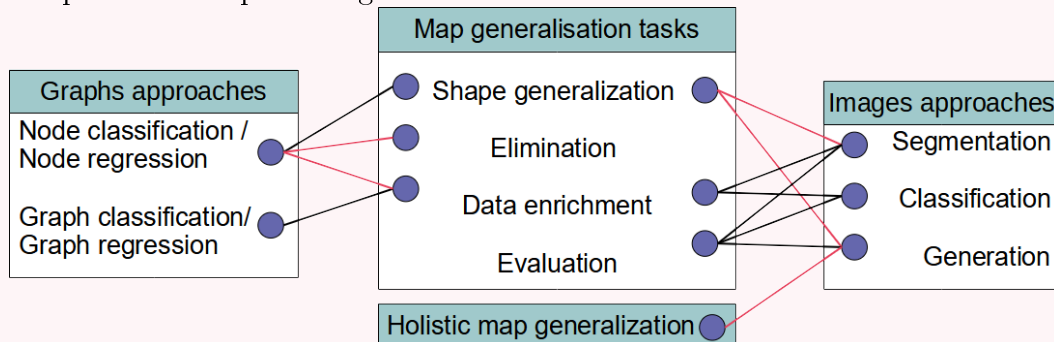 Map generalisation tasks
Graphs approaches
Node classification /
Node regression
Graph classification/
Graph regression
Shape generalization
Elimination
Data enrichment
Evaluation
Holistic map generalization
Images approaches
Segmentation
Classification
Generation